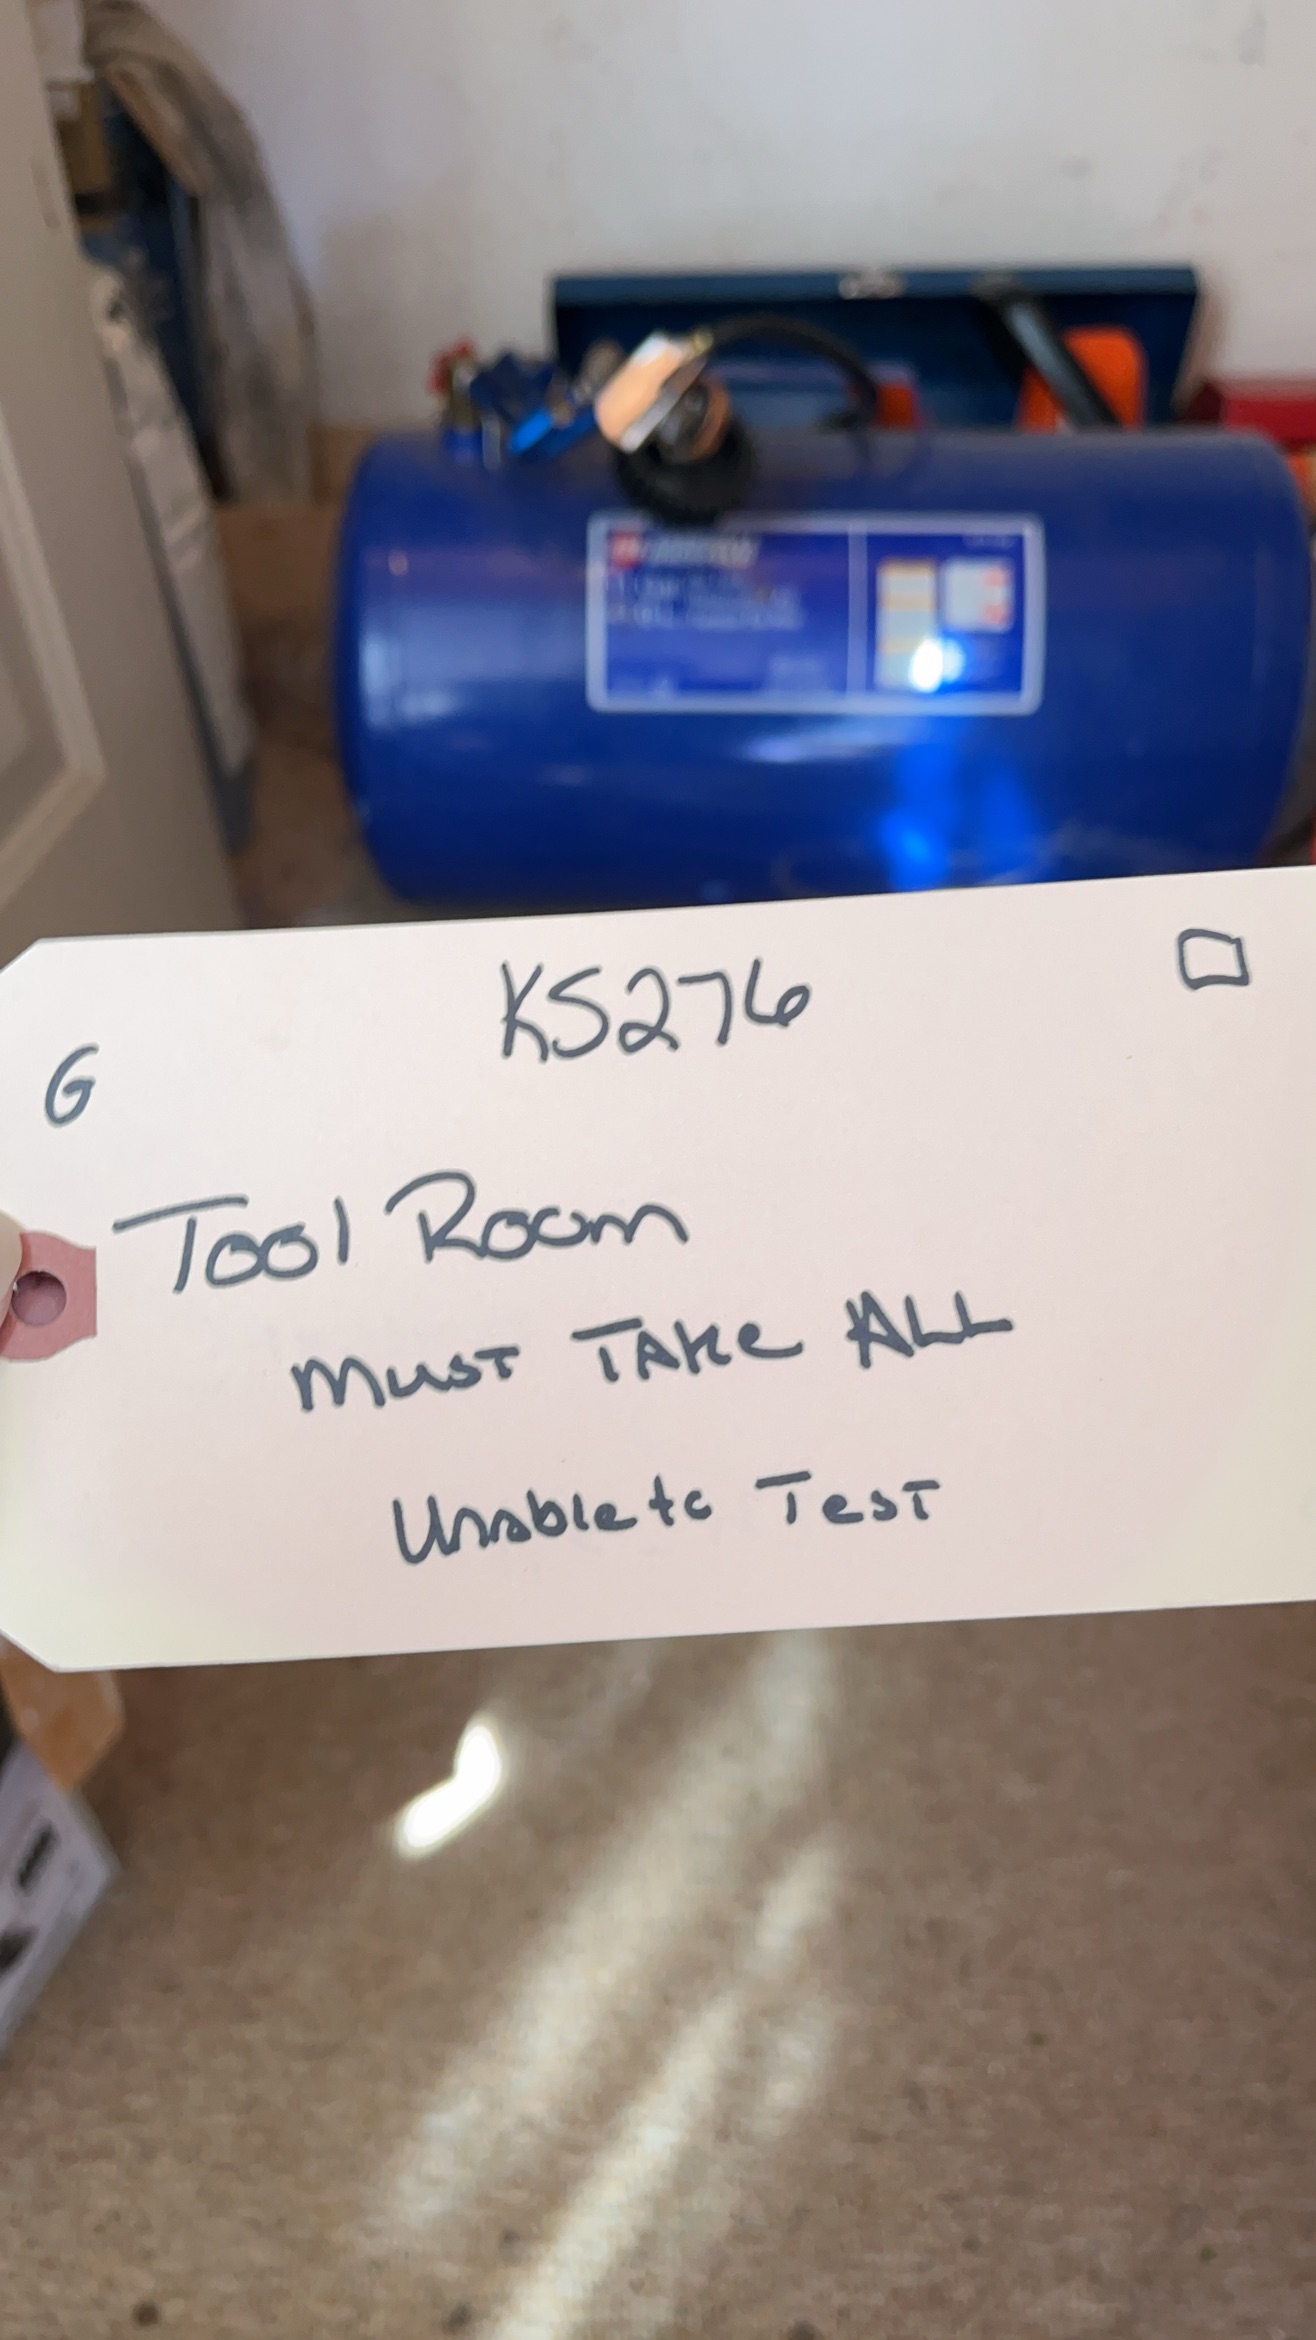 KS276
G
Tool Room
Must Take ALL
Unable to Test